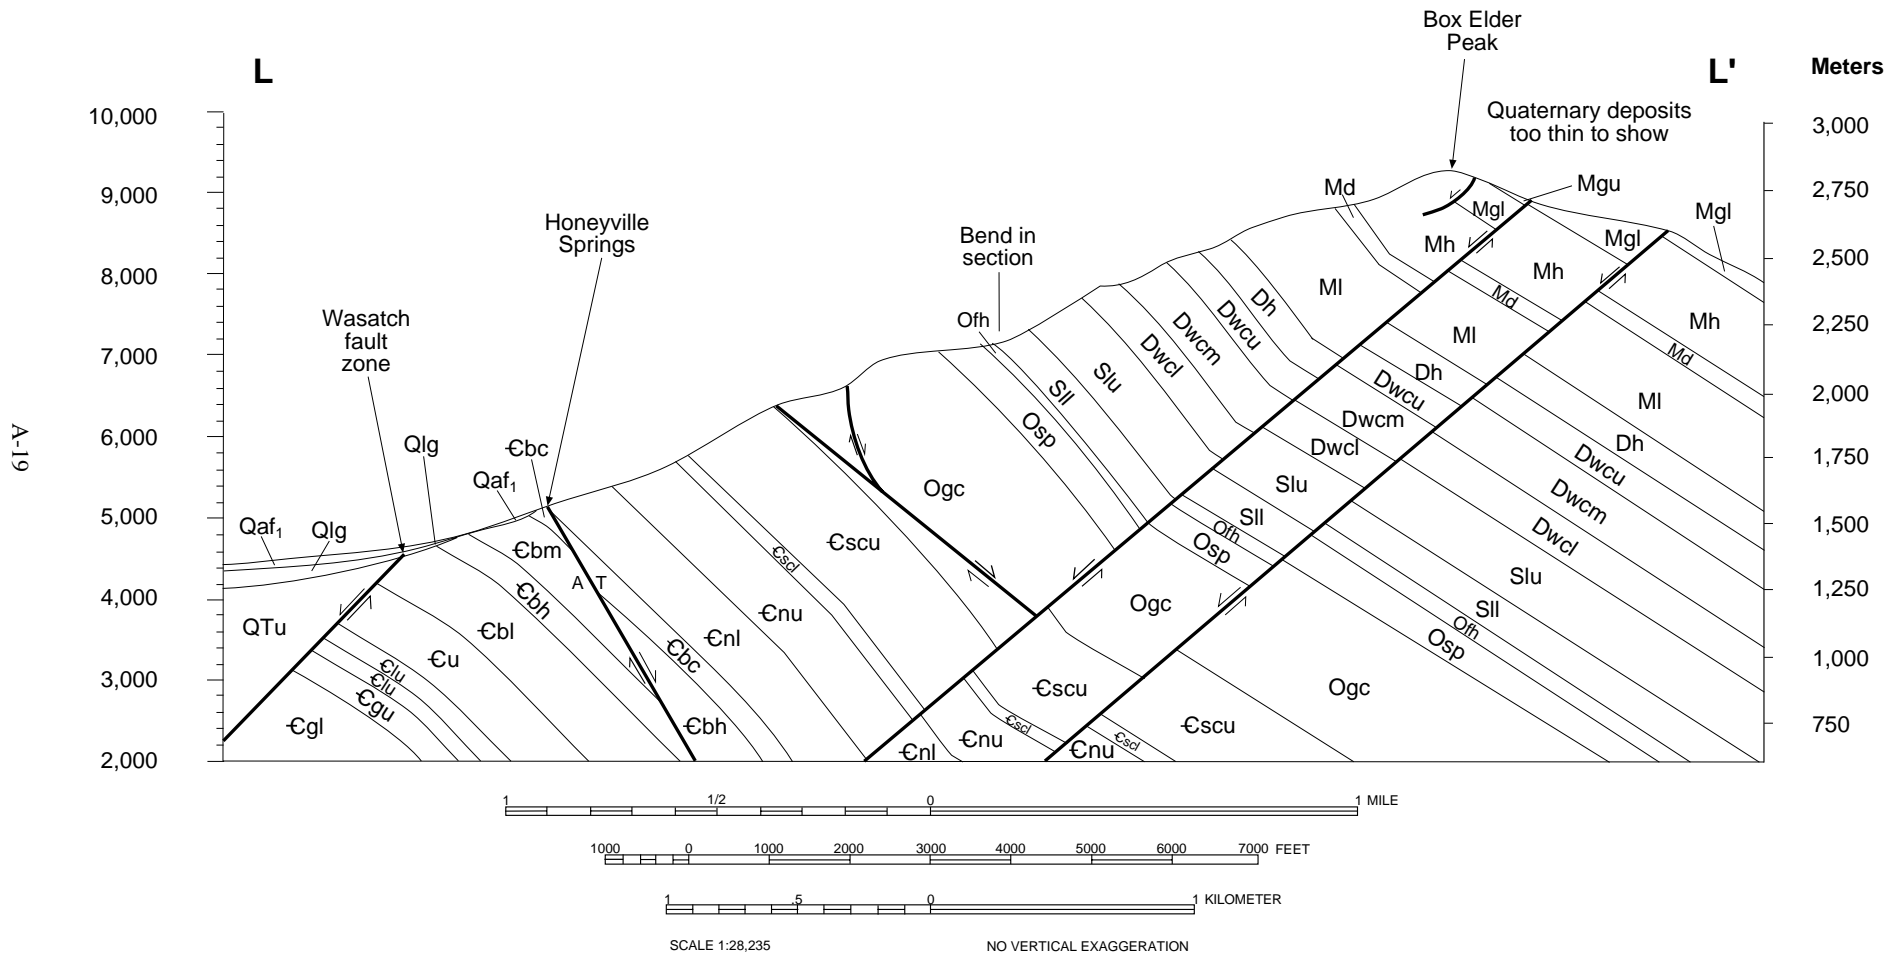 Box Elder
Peak
L
L'
Meters
Quaternary deposits
too thin to show
10,000
9,000
8,000
7,000
6,000
5,000
4,000
3,000
2,000
3,000
2,750
2,500
2,250
2,000
1,750
1,500
1,250
1,000
750
A-19
Wasatch
fault
zone
Honeyville
Springs
Bend in
section
Md
Mgl
Mgu
Mgl
Mgl
Mh
Mh
Mh
Md
Md
Ml
Ml
Ml
Dh
Dh
Dh
Dwcu
Dwcu
Dwcu
Dwcm
Dwcm
Dwcm
Dwcl
Dwcl
Dwcl
Slu
Slu
Slu
Sll
Sll
Sll
Ofh
Ofh
Ofh
Osp
Osp
Osp
Ogc
Ogc
Ogc
Qlg
Ꞓbc
Qaf1
Qaf1
Qlg
QTu
Ꞓbm
A T
Ꞓbh
Ꞓbl
Ꞓu
Ꞓlu
Ꞓlu
Ꞓgu
Ꞓgl
Ꞓbc
Ꞓbh
Ꞓnl
Ꞓnu
Ꞓscl
Ꞓscu
Ꞓscu
Ꞓscl
Ꞓnu
Ꞓnl
Ꞓscu
Ꞓscl
Ꞓnu
1 1/2 0 1 MILE
1000 0 1000 2000 3000 4000 5000 6000 7000 FEET
1 .5 0 1 KILOMETER
SCALE 1:28,235
NO VERTICAL EXAGGERATION